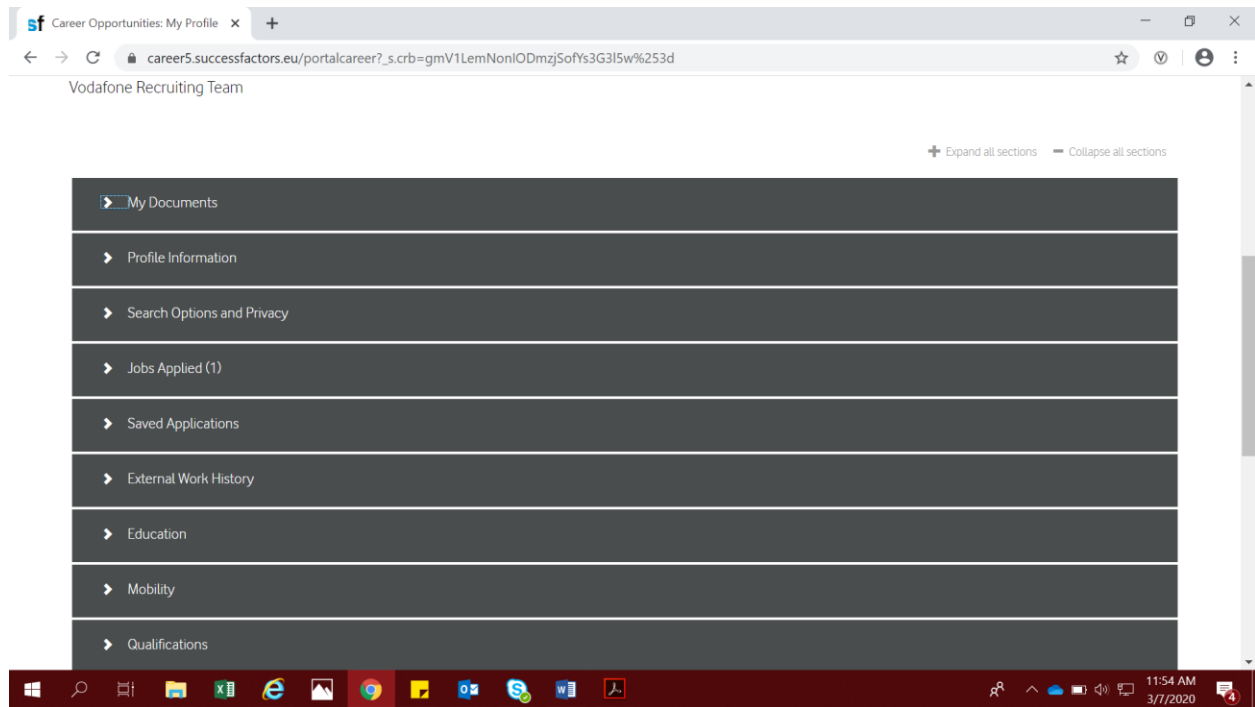 sf Career Opportunities: My Profile × +
career5.successfactors.eu/portalcareer?_s.crb=gmV1LemNonIODmzjSofYs3G3l5w%253d
Vodafone Recruiting Team
+ Expand all sections − Collapse all sections
My Documents
Profile Information
Search Options and Privacy
Jobs Applied (1)
Saved Applications
External Work History
Education
Mobility
Qualifications
11:54 AM
3/7/2020
4